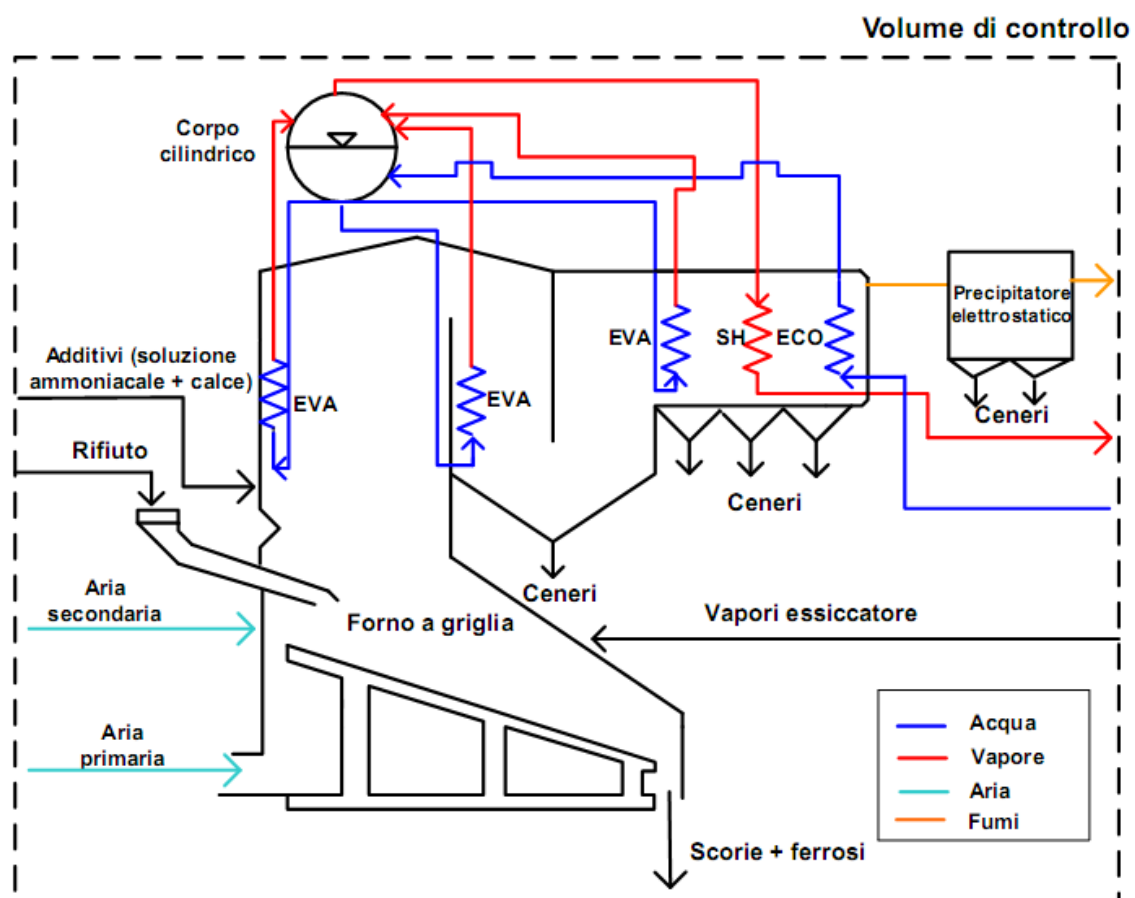 Volume di controllo
Corpo
cilindrico
Precipitatore
elettrostatico
EVA
SH
ECO
Additivi (soluzione
ammoniacale + calce)
EVA
EVA
Ceneri
Rifiuto
Ceneri
Aria
secondaria
Ceneri
Forno a griglia
Vapori essiccatore
Aria
primaria
Acqua
Vapore
Aria
Fumi
Scorie + ferrosi